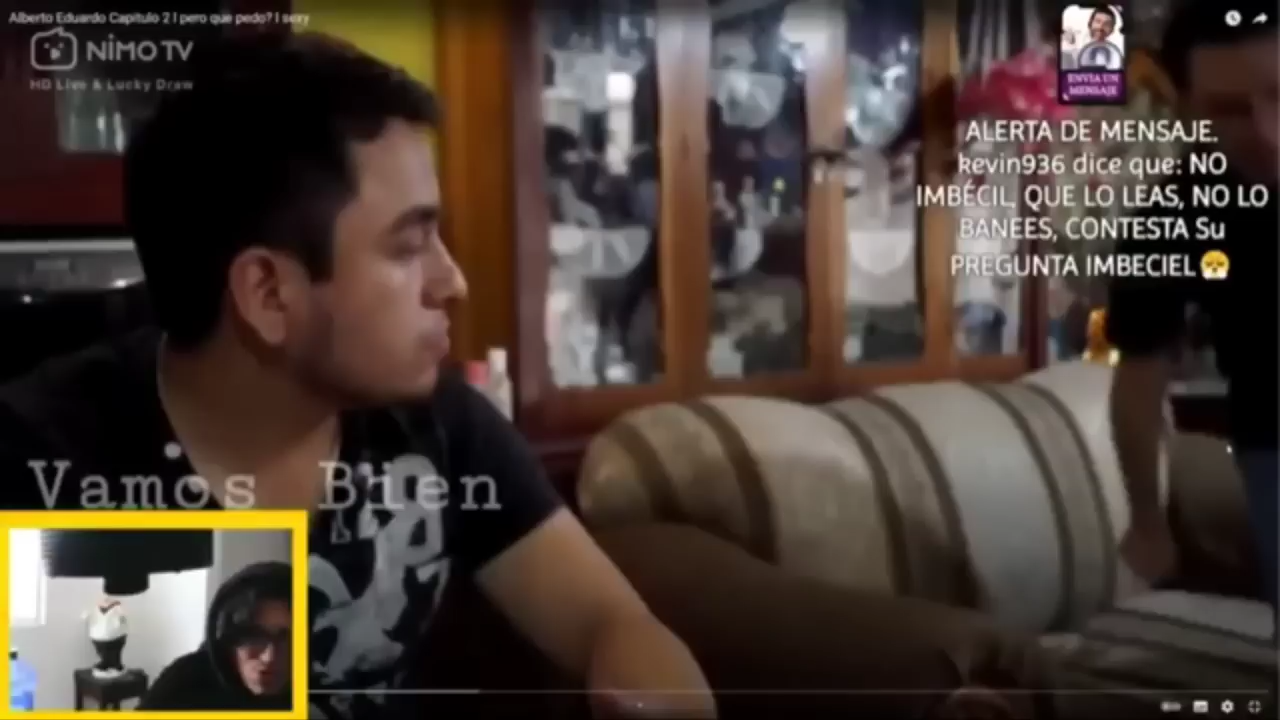 Alberto Eduardo Capitulo 2 l pero que pedo? l sexy
NIMO TV
HD Live & Lucky Draw
ENVIA UN
MENSAJE
ALERTA DE MENSAJE.
kevin936 dice que: NO
IMBÉCIL, QUE LO LEAS, NO LO
BANEES, CONTESTA Su
PREGUNTA IMBECIEL😤
Vamos Bien